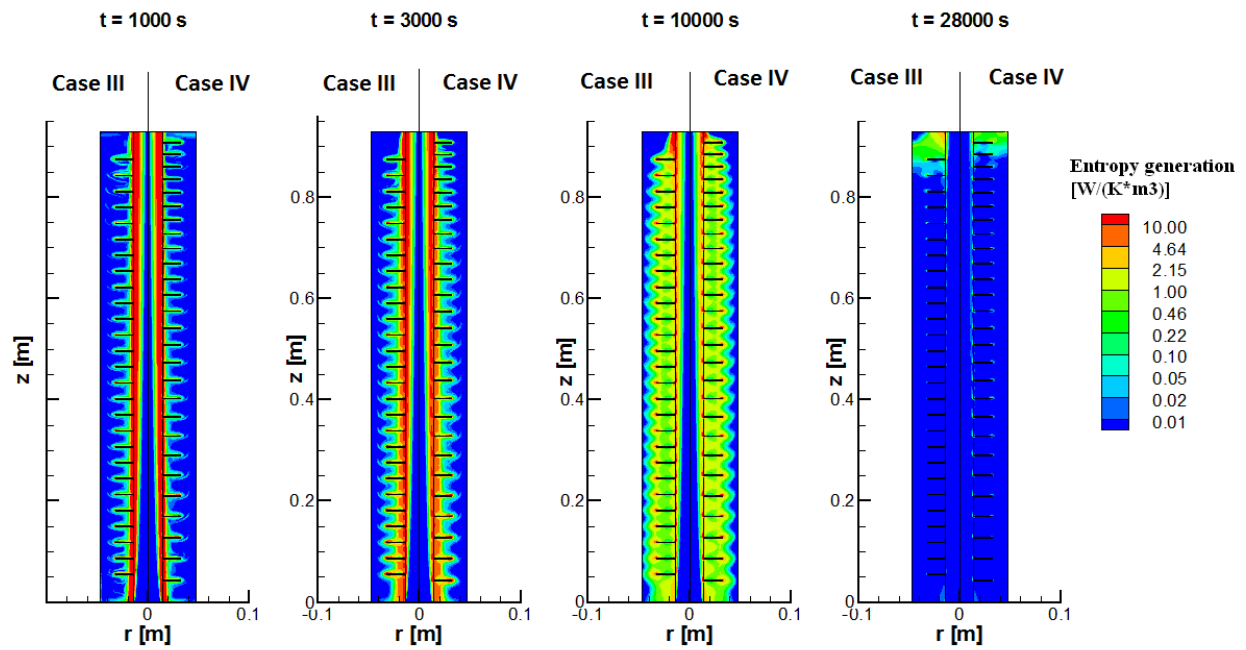 t = 1000 s
t = 3000 s
t = 10000 s
t = 28000 s
Case III
Case IV
Case III
Case IV
Case III
Case IV
Case III
Case IV
Entropy generation
[W/(K*m3)]
10.00
4.64
2.15
1.00
0.46
0.22
0.10
0.05
0.02
0.01
z [m]
0
0.1
r [m]
0.8
0.6
0.4
0.2
0
z [m]
-0.1
0
0.1
r [m]
0.8
0.6
0.4
0.2
0
z [m]
-0.1
0
0.1
r [m]
0.8
0.6
0.4
0.2
0
z [m]
-0.1
0
0.1
r [m]